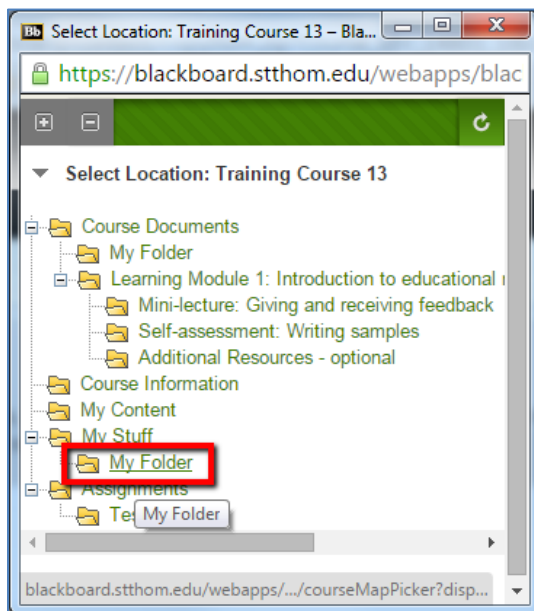 Bb Select Location: Training Course 13 – Bla...
https://blackboard.stthom.edu/webapps/blac
Select Location: Training Course 13
Course Documents
My Folder
Learning Module 1: Introduction to educational
Mini-lecture: Giving and receiving feedback
Self-assessment: Writing samples
Additional Resources - optional
Course Information
My Content
My Stuff
My Folder
Assignments
My Folder
blackboard.stthom.edu/webapps/.../courseMapPicker?disp...